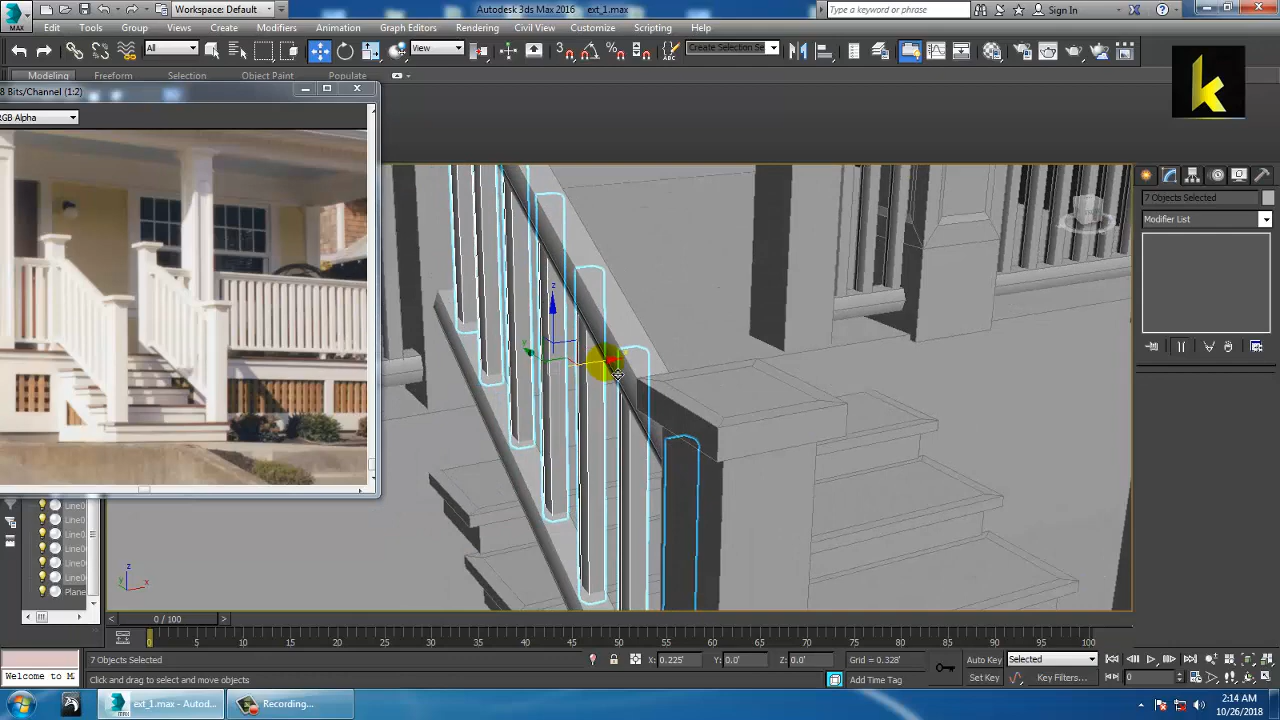 Workspace: Default
Autodesk 3ds Max 2016 ext_1.max
Type a keyword or phrase
Sign In
MAX
Edit Tools Group Views Create Modifiers Animation Graph Editors Rendering Civil View Customize Scripting Help
All
View
Create Selection Se
Modeling Freeform Selection Object Paint Populate
8 Bits/Channel (1:2)
RGB Alpha
k
7 Objects Selected
Modifier List
z
y
x
Plane
z
y
x
0 / 100
0 5 10 15 20 25 30 35 40 45 50 55 60 65 70 75 80 85 90 95 100
7 Objects Selected
X: 0.225' Y: 0.0' Z: 0.0' Grid = 0.328'
Auto Key Selected
Welcome to M
Click and drag to select and move objects
Add Time Tag
Set Key Key Filters... 0
ext_1.max - Autod...
Recording...
2:14 AM
10/26/2018